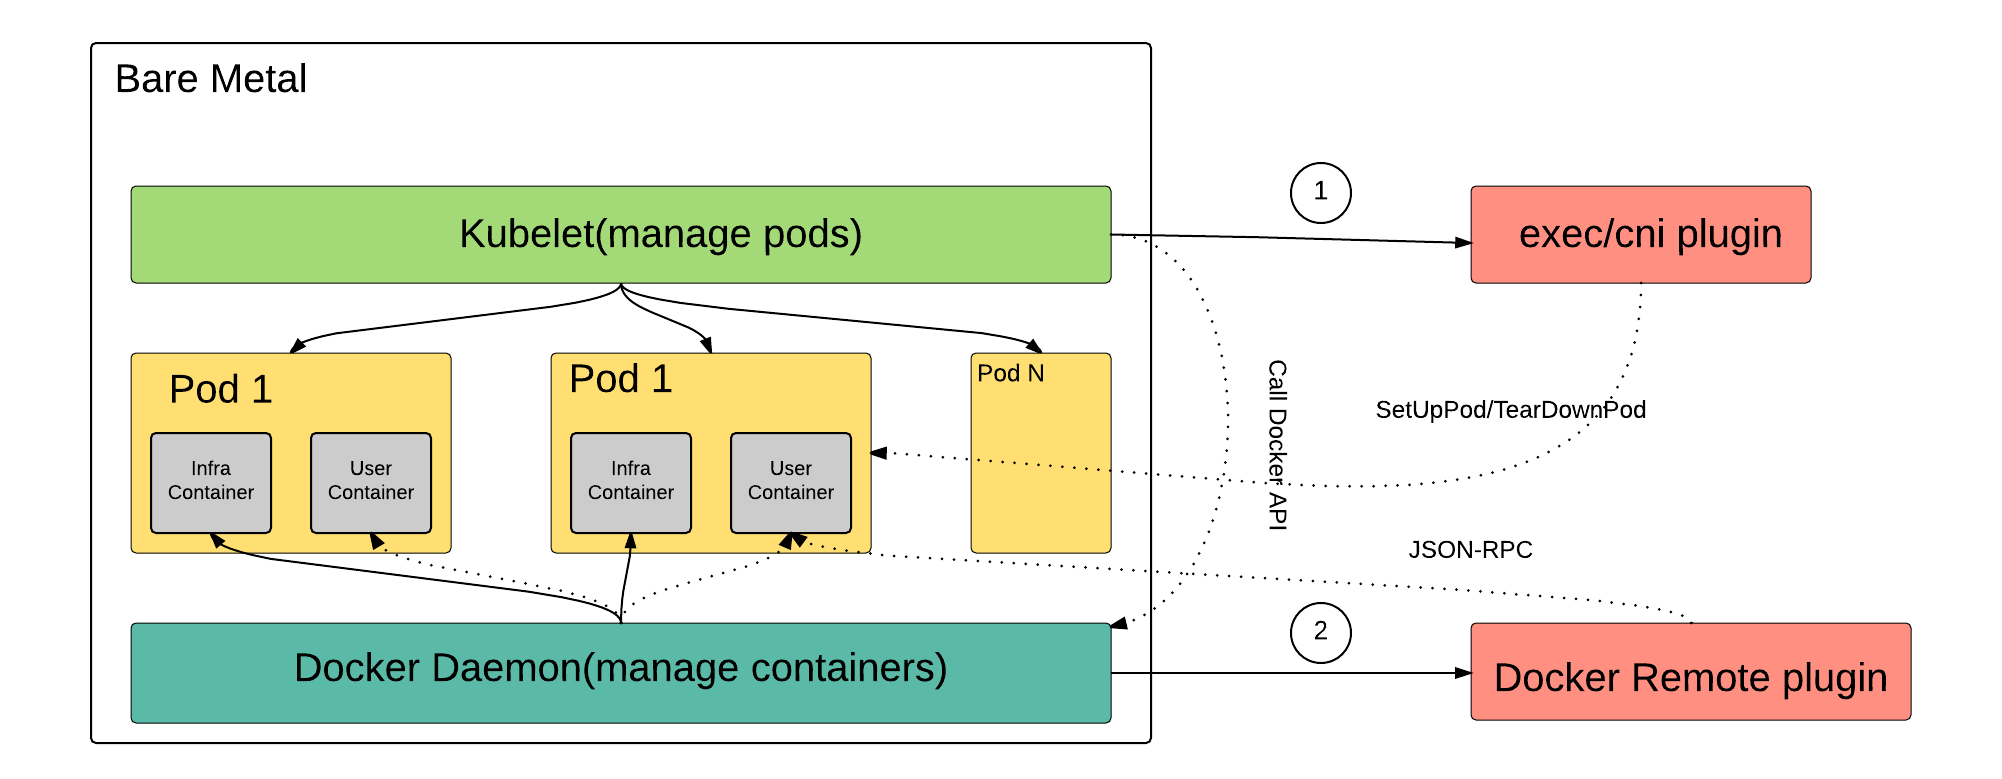 Bare Metal
1
Kubelet(manage pods)
exec/cni plugin
Pod 1
Pod 1
Pod N
Call Docker API
SetUpPod/TearDownPod
Infra
Container
User
Container
Infra
Container
User
Container
JSON-RPC
2
Docker Daemon(manage containers)
Docker Remote plugin